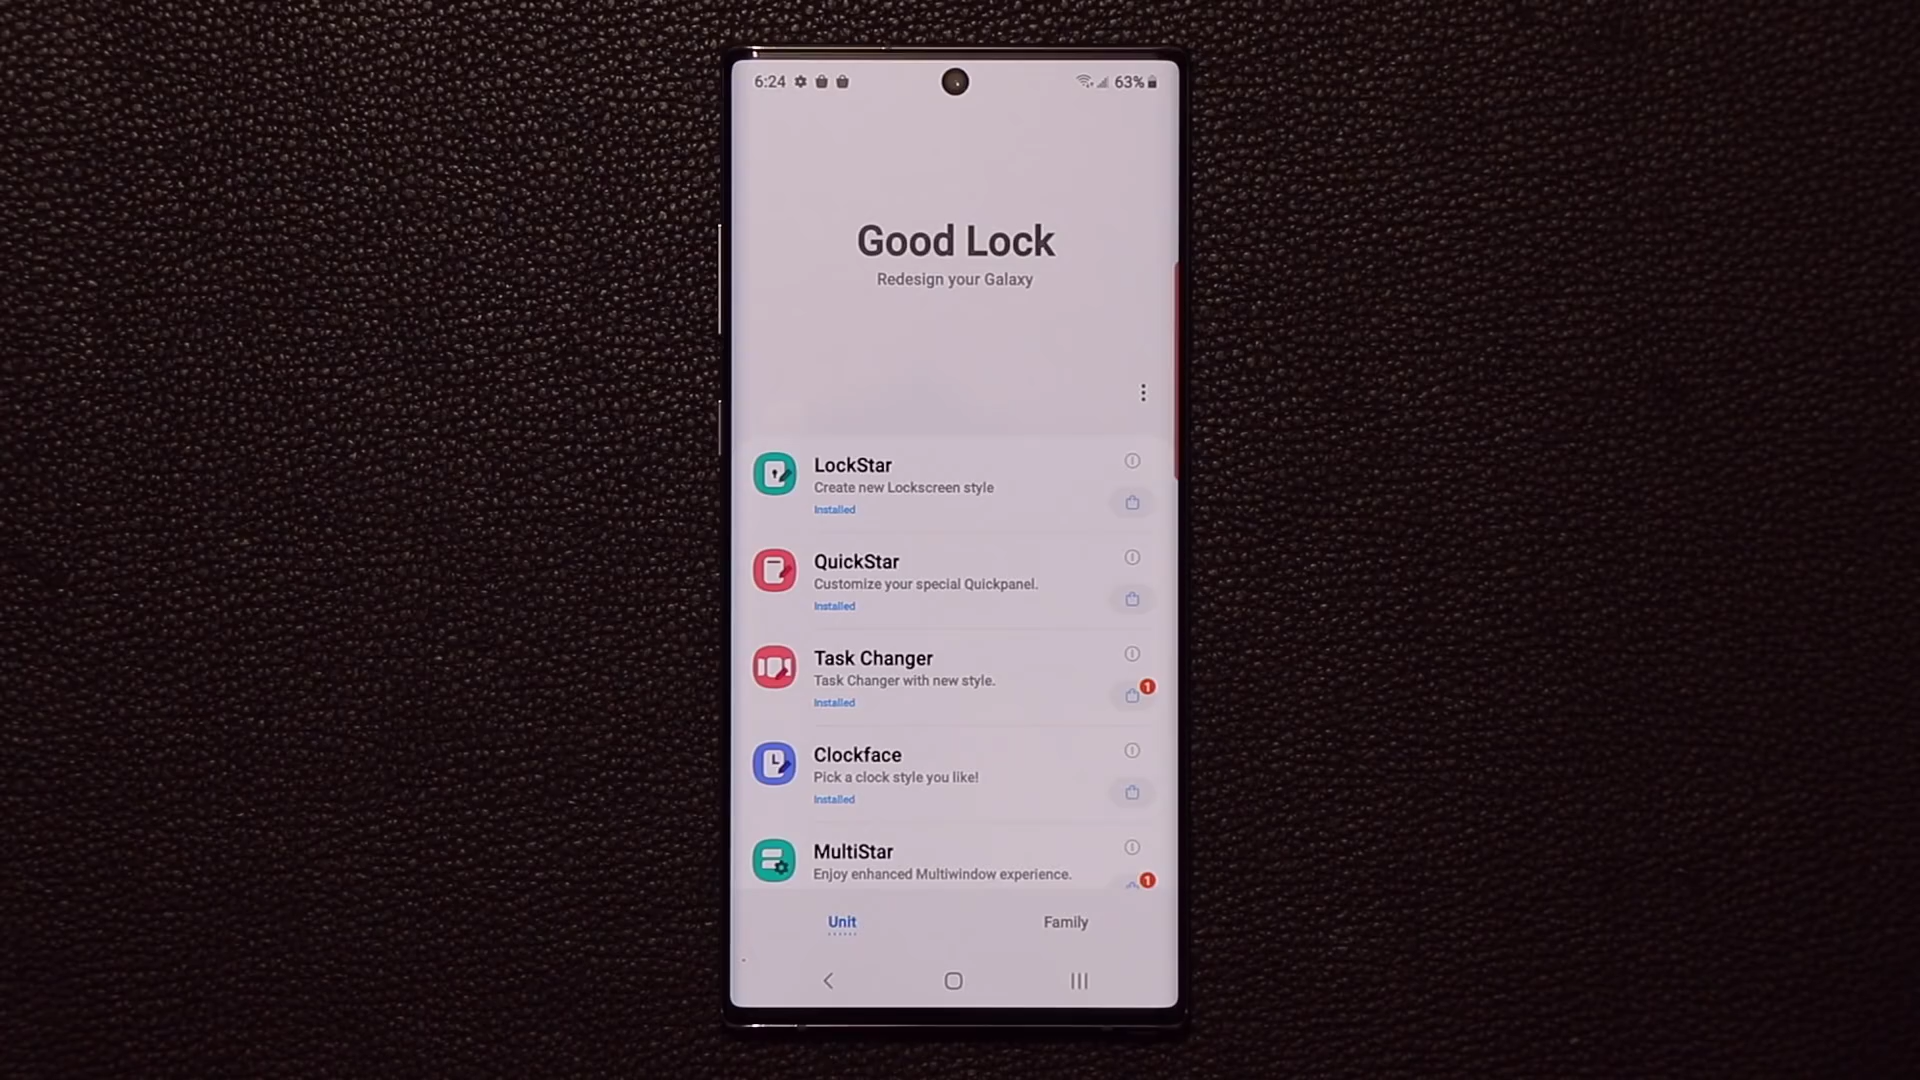 6:24 63%
Good Lock
Redesign your Galaxy
LockStar
Create new Lockscreen style
Installed
QuickStar
Customize your special Quickpanel.
Installed
Task Changer
Task Changer with new style.
Installed
1
Clockface
Pick a clock style you like!
Installed
MultiStar
Enjoy enhanced Multiwindow experience.
1
Unit Family